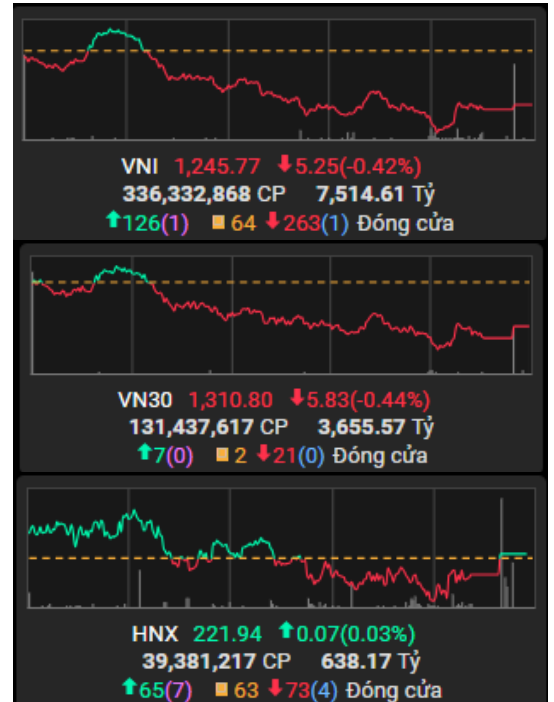 VNI 1,245.77 🠋5.25(-0.42%)
336,332,868 CP 7,514.61 Tỷ
🠉126(1) ■ 64 🠋263(1) Đóng cửa
VN30 1,310.80 🠋5.83(-0.44%)
131,437,617 CP 3,655.57 Tỷ
🠉7(0) ■ 2 🠋21(0) Đóng cửa
HNX 221.94 🠉0.07(0.03%)
39,381,217 CP 638.17 Tỷ
🠉65(7) ■ 63 🠋73(4) Đóng cửa